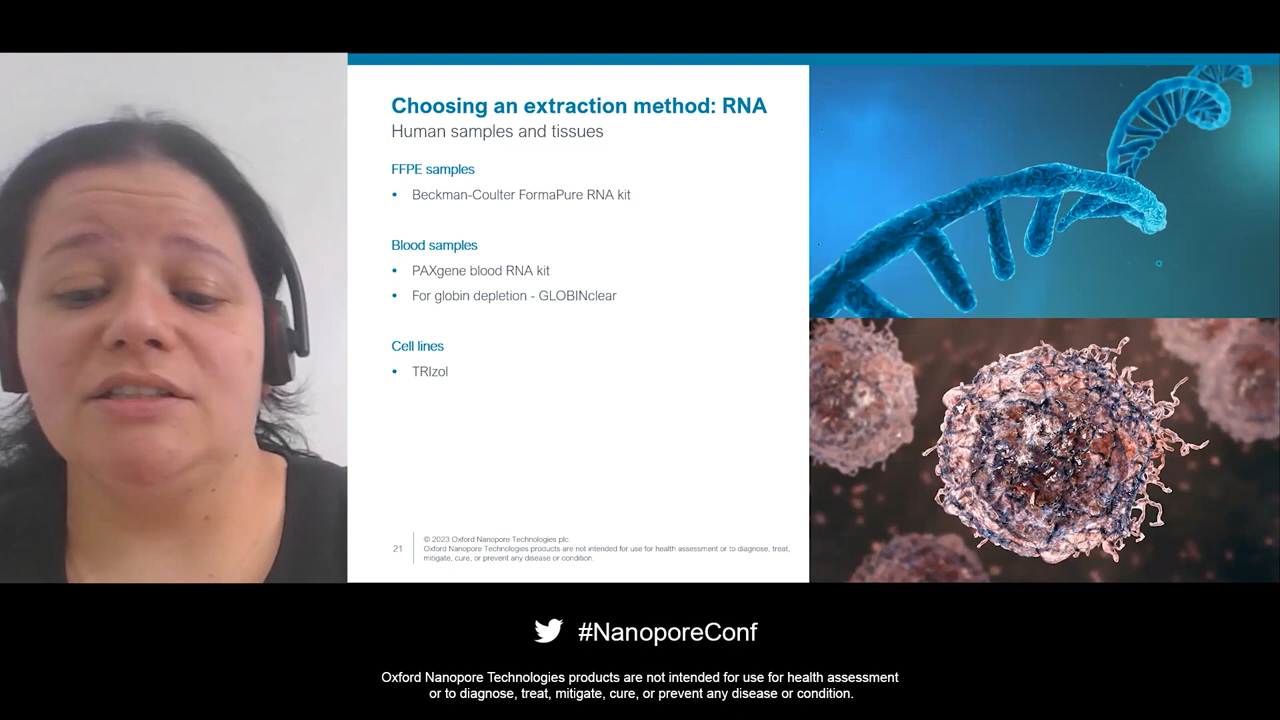 Choosing an extraction method: RNA
Human samples and tissues
FFPE samples
• Beckman-Coulter FormaPure RNA kit
Blood samples
• PAXgene blood RNA kit
• For globin depletion - GLOBINclear
Cell lines
• TRIzol
21
© 2023 Oxford Nanopore Technologies plc.
Oxford Nanopore Technologies products are not intended for use for health assessment or to diagnose, treat,
mitigate, cure, or prevent any disease or condition.
#NanoporeConf
Oxford Nanopore Technologies products are not intended for use for health assessment
or to diagnose, treat, mitigate, cure, or prevent any disease or condition.